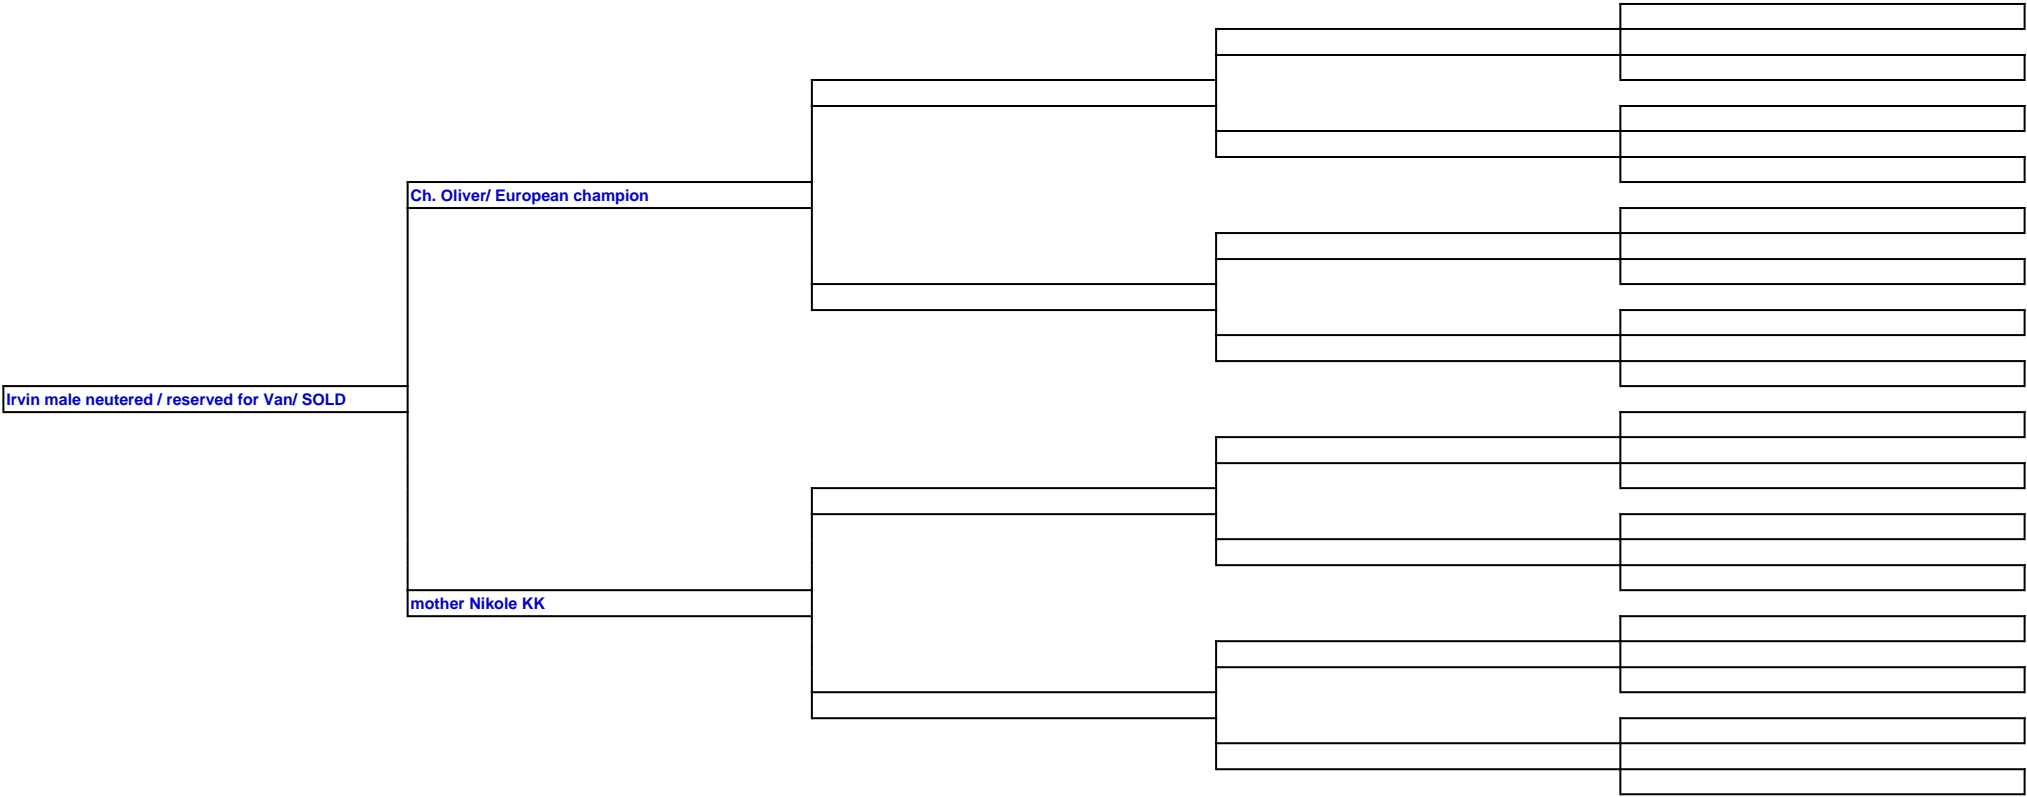 Ch. Oliver/ European champion
Irvin male neutered / reserved for Van/ SOLD
mother Nikole KK